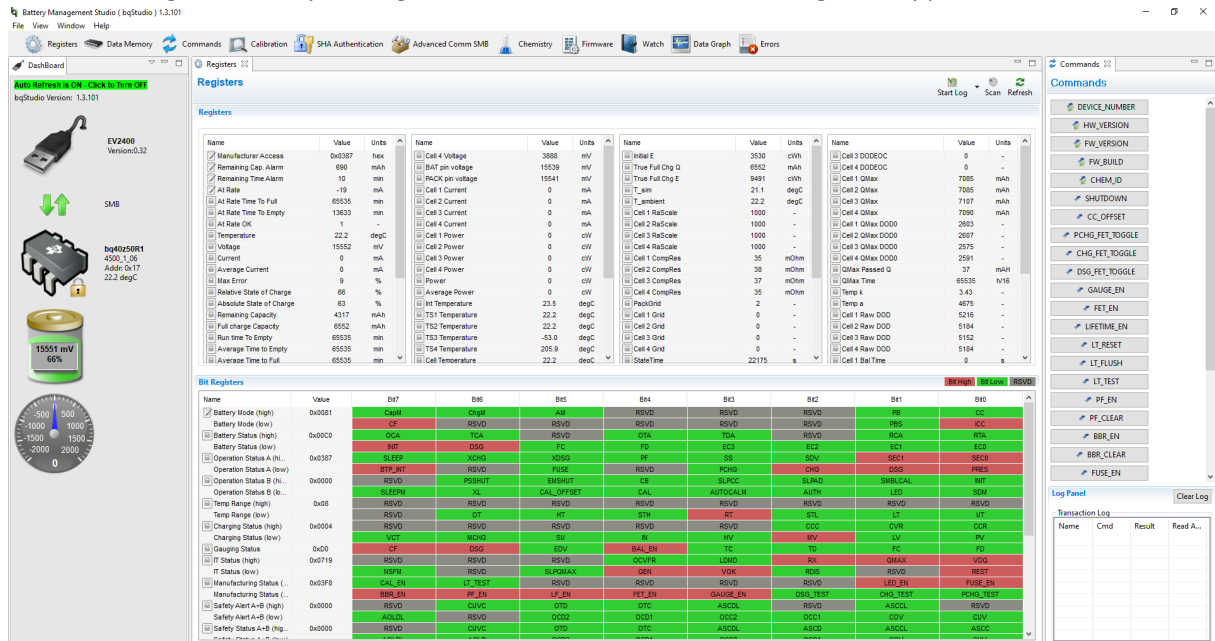 Battery Management Studio ( bqStudio ) 1.3.101
File View Window Help
Registers Data Memory Commands Calibration SHA Authentication Advanced Comm SMB Chemistry Firmware Watch Data Graph Errors
DashBoard
Auto Refresh is ON - Click to Turn OFF
bqStudio Version: 1.3.101
EV2400
Version:0.32
SMB
bq40z50R1
4500_1_06
Addr: 0x17
22.2 degC
15551 mV
66%
-500 500
-1000 1000
-1500 1500
-2000 2000
0
Registers
Registers
Start Log Scan Refresh
Registers
Name Value Units Name Value Units Name Value Units Name Value Units
Manufacturer Access 0x0387 hex Cell 4 Voltage 3888 mV Initial E 3530 cWh Cell 3 DODEOC 0 -
Remaining Cap. Alarm 690 mAh BAT pin voltage 15539 mV True Full Chg Q 6552 mAh Cell 4 DODEOC 0 -
Remaining Time Alarm 10 min PACK pin voltage 15541 mV True Full Chg E 9491 cWh Cell 1 QMax 7085 mAh
At Rate -19 mA Cell 1 Current 0 mA T_sim 21.1 degC Cell 2 QMax 7085 mAh
At Rate Time To Full 65535 min Cell 2 Current 0 mA T_ambient 22.2 degC Cell 3 QMax 7107 mAh
At Rate Time To Empty 13633 min Cell 3 Current 0 mA Cell 1 RaScale 1000 - Cell 4 QMax 7090 mAh
At Rate OK 1 - Cell 4 Current 0 mA Cell 2 RaScale 1000 - Cell 1 QMax DOD0 2603 -
Temperature 22.2 degC Cell 1 Power 0 cW Cell 3 RaScale 1000 - Cell 2 QMax DOD0 2607 -
Voltage 15552 mV Cell 2 Power 0 cW Cell 4 RaScale 1000 - Cell 3 QMax DOD0 2575 -
Current 0 mA Cell 3 Power 0 cW Cell 1 CompRes 35 mOhm Cell 4 QMax DOD0 2591 -
Average Current 0 mA Cell 4 Power 0 cW Cell 2 CompRes 38 mOhm QMax Passed Q 37 mAH
Max Error 9 % Power 0 cW Cell 3 CompRes 37 mOhm QMax Time 65535 h/16
Relative State of Charge 66 % Average Power 0 cW Cell 4 CompRes 35 mOhm Temp k 3.43 -
Absolute State of Charge 63 % Int Temperature 23.5 degC PackGrid 2 - Temp a 4675 -
Remaining Capacity 4317 mAh TS1 Temperature 22.2 degC Cell 1 Grid 0 - Cell 1 Raw DOD 5216 -
Full charge Capacity 6552 mAh TS2 Temperature 22.2 degC Cell 2 Grid 0 - Cell 2 Raw DOD 5184 -
Run time To Empty 65535 min TS3 Temperature -53.0 degC Cell 3 Grid 0 - Cell 3 Raw DOD 5152 -
Average Time to Empty 65535 min TS4 Temperature 205.9 degC Cell 4 Grid 0 - Cell 4 Raw DOD 5184 -
Average Time to Full 65535 min Cell Temperature 22.2 degC StateTime 22175 s Cell 1 Bal Time 0 s
Bit Registers Bit High Bit Low RSVD
Name Value Bit7 Bit6 Bit5 Bit4 Bit3 Bit2 Bit1 Bit0
Battery Mode (high) 0x0081 CapM ChgM AM RSVD RSVD RSVD PB CC
Battery Mode (low) CF RSVD RSVD RSVD RSVD RSVD PBS ICC
Battery Status (high) 0x00C0 OCA TCA RSVD OTA TDA RSVD RCA RTA
Battery Status (low) INIT DSG FC FD EC3 EC2 EC1 EC0
Operation Status A (hi... 0x0387 SLEEP XCHG XDSG PF SS SDV SEC1 SEC0
Operation Status A (low) BTP_INT RSVD FUSE RSVD PCHG CHG DSG PRES
Operation Status B (hi... 0x0000 RSVD PSSHUT EMSHUT CB SLPCC SLPAD SMBLCAL INIT
Operation Status B (lo... SLEEPM XL CAL_OFFSET CAL AUTOCALM AUTH LED SDM
Temp Range (high) 0x08 RSVD RSVD RSVD RSVD RSVD RSVD RSVD RSVD
Temp Range (low) RSVD OT HT STH RT STL LT UT
Charging Status (high) 0x0004 RSVD RSVD RSVD RSVD RSVD CCC CVR CCR
Charging Status (low) VCT MCHG SU IN HV MV LV PV
Gauging Status 0xD0 CF DSG EDV BAL_EN TC TD FC FD
IT Status (high) 0x0719 RSVD RSVD RSVD OCVFR LDMD RX QMAX VDQ
IT Status (low) NSFM RSVD SLPQMAX QEN VOK RDIS RSVD REST
Manufacturing Status (... 0x03F8 CAL_EN LT_TEST RSVD RSVD RSVD RSVD LED_EN FUSE_EN
Manufacturing Status (... BBR_EN PF_EN LF_EN FET_EN GAUGE_EN DSG_TEST CHG_TEST PCHG_TEST
Safety Alert A+B (high) 0x0000 RSVD CUVC OTD OTC ASCDL RSVD ASCCL RSVD
Safety Alert A+B (low) AOLDL RSVD OCD2 OCD1 OCC2 OCC1 COV CUV
Safety Status A+B (hig... 0x0000 RSVD CUVC OTD OTC ASCDL ASCD ASCCL ASCC
Commands
Commands
DEVICE_NUMBER
HW_VERSION
FW_VERSION
FW_BUILD
CHEM_ID
SHUTDOWN
CC_OFFSET
PCHG_FET_TOGGLE
CHG_FET_TOGGLE
DSG_FET_TOGGLE
GAUGE_EN
FET_EN
LIFETIME_EN
LT_RESET
LT_FLUSH
LT_TEST
PF_EN
PF_CLEAR
BBR_EN
BBR_CLEAR
FUSE_EN
Log Panel Clear Log
Transaction Log
Name Cmd Result Read A...